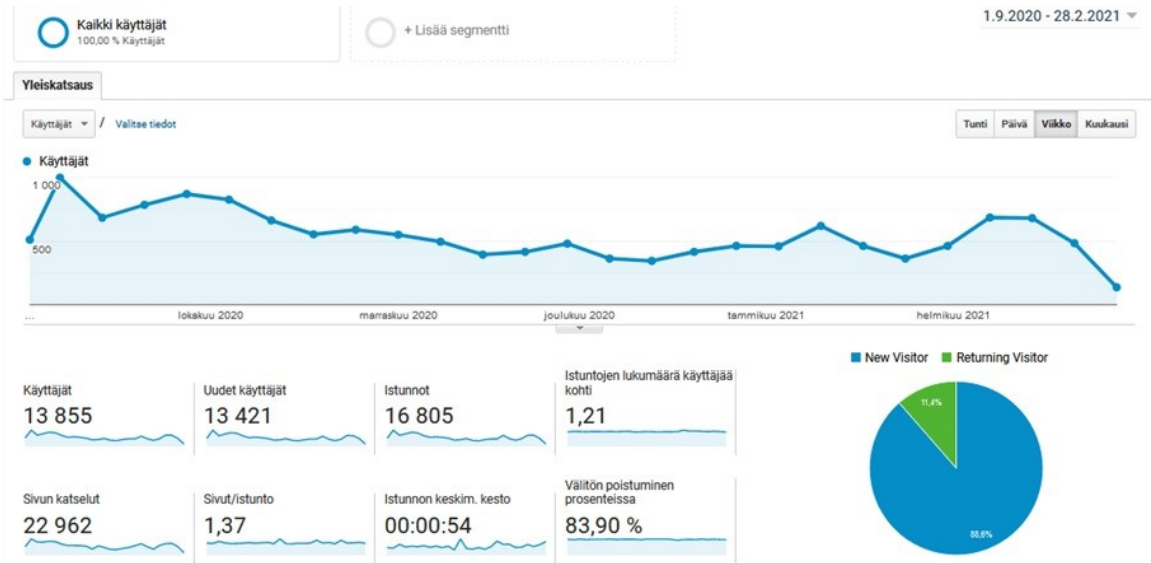 Kaikki käyttäjät
100,00 % Käyttäjät
+ Lisää segmentti
1.9.2020 - 28.2.2021
Yleiskatsaus
Käyttäjät / Valitse tiedot
Tunti Päivä Viikko Kuukausi
Käyttäjät
1 000
500
... lokakuu 2020 marraskuu 2020 joulukuu 2020 tammikuu 2021 helmikuu 2021
New Visitor Returning Visitor
Käyttäjät
13 855
Uudet käyttäjät
13 421
Istunnot
16 805
Istuntojen lukumäärä käyttäjää
kohti
1,21
Sivun katselut
22 962
Sivut/istunto
1,37
Istunnon keskim. kesto
00:00:54
Välitön poistuminen
prosenteissa
83,90 %
11,4%
88,6%